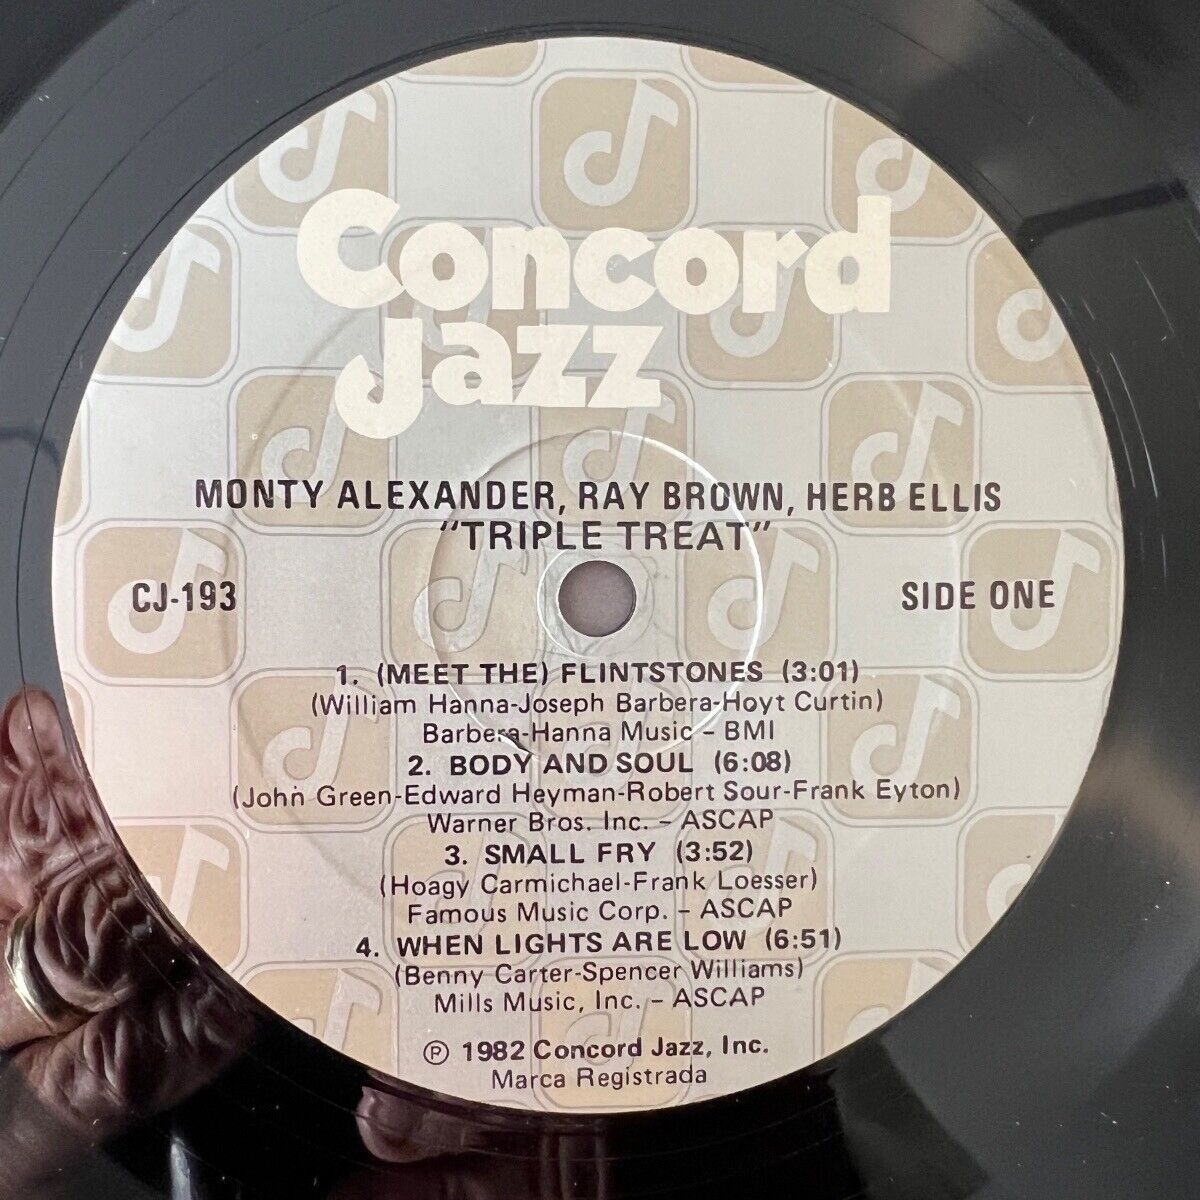 Concord
Jazz
MONTY ALEXANDER, RAY BROWN, HERB ELLIS
"TRIPLE TREAT"
CJ-193
SIDE ONE
1. (MEET THE) FLINTSTONES (3:01)
(William Hanna-Joseph Barbera-Hoyt Curtin)
Barbera-Hanna Music – BMI
2. BODY AND SOUL (6:08)
(John Green-Edward Heyman-Robert Sour-Frank Eyton)
Warner Bros. Inc. – ASCAP
3. SMALL FRY (3:52)
(Hoagy Carmichael-Frank Loesser)
Famous Music Corp. – ASCAP
4. WHEN LIGHTS ARE LOW (6:51)
(Benny Carter-Spencer Williams)
Mills Music, Inc. – ASCAP
℗ 1982 Concord Jazz, Inc.
Marca Registrada